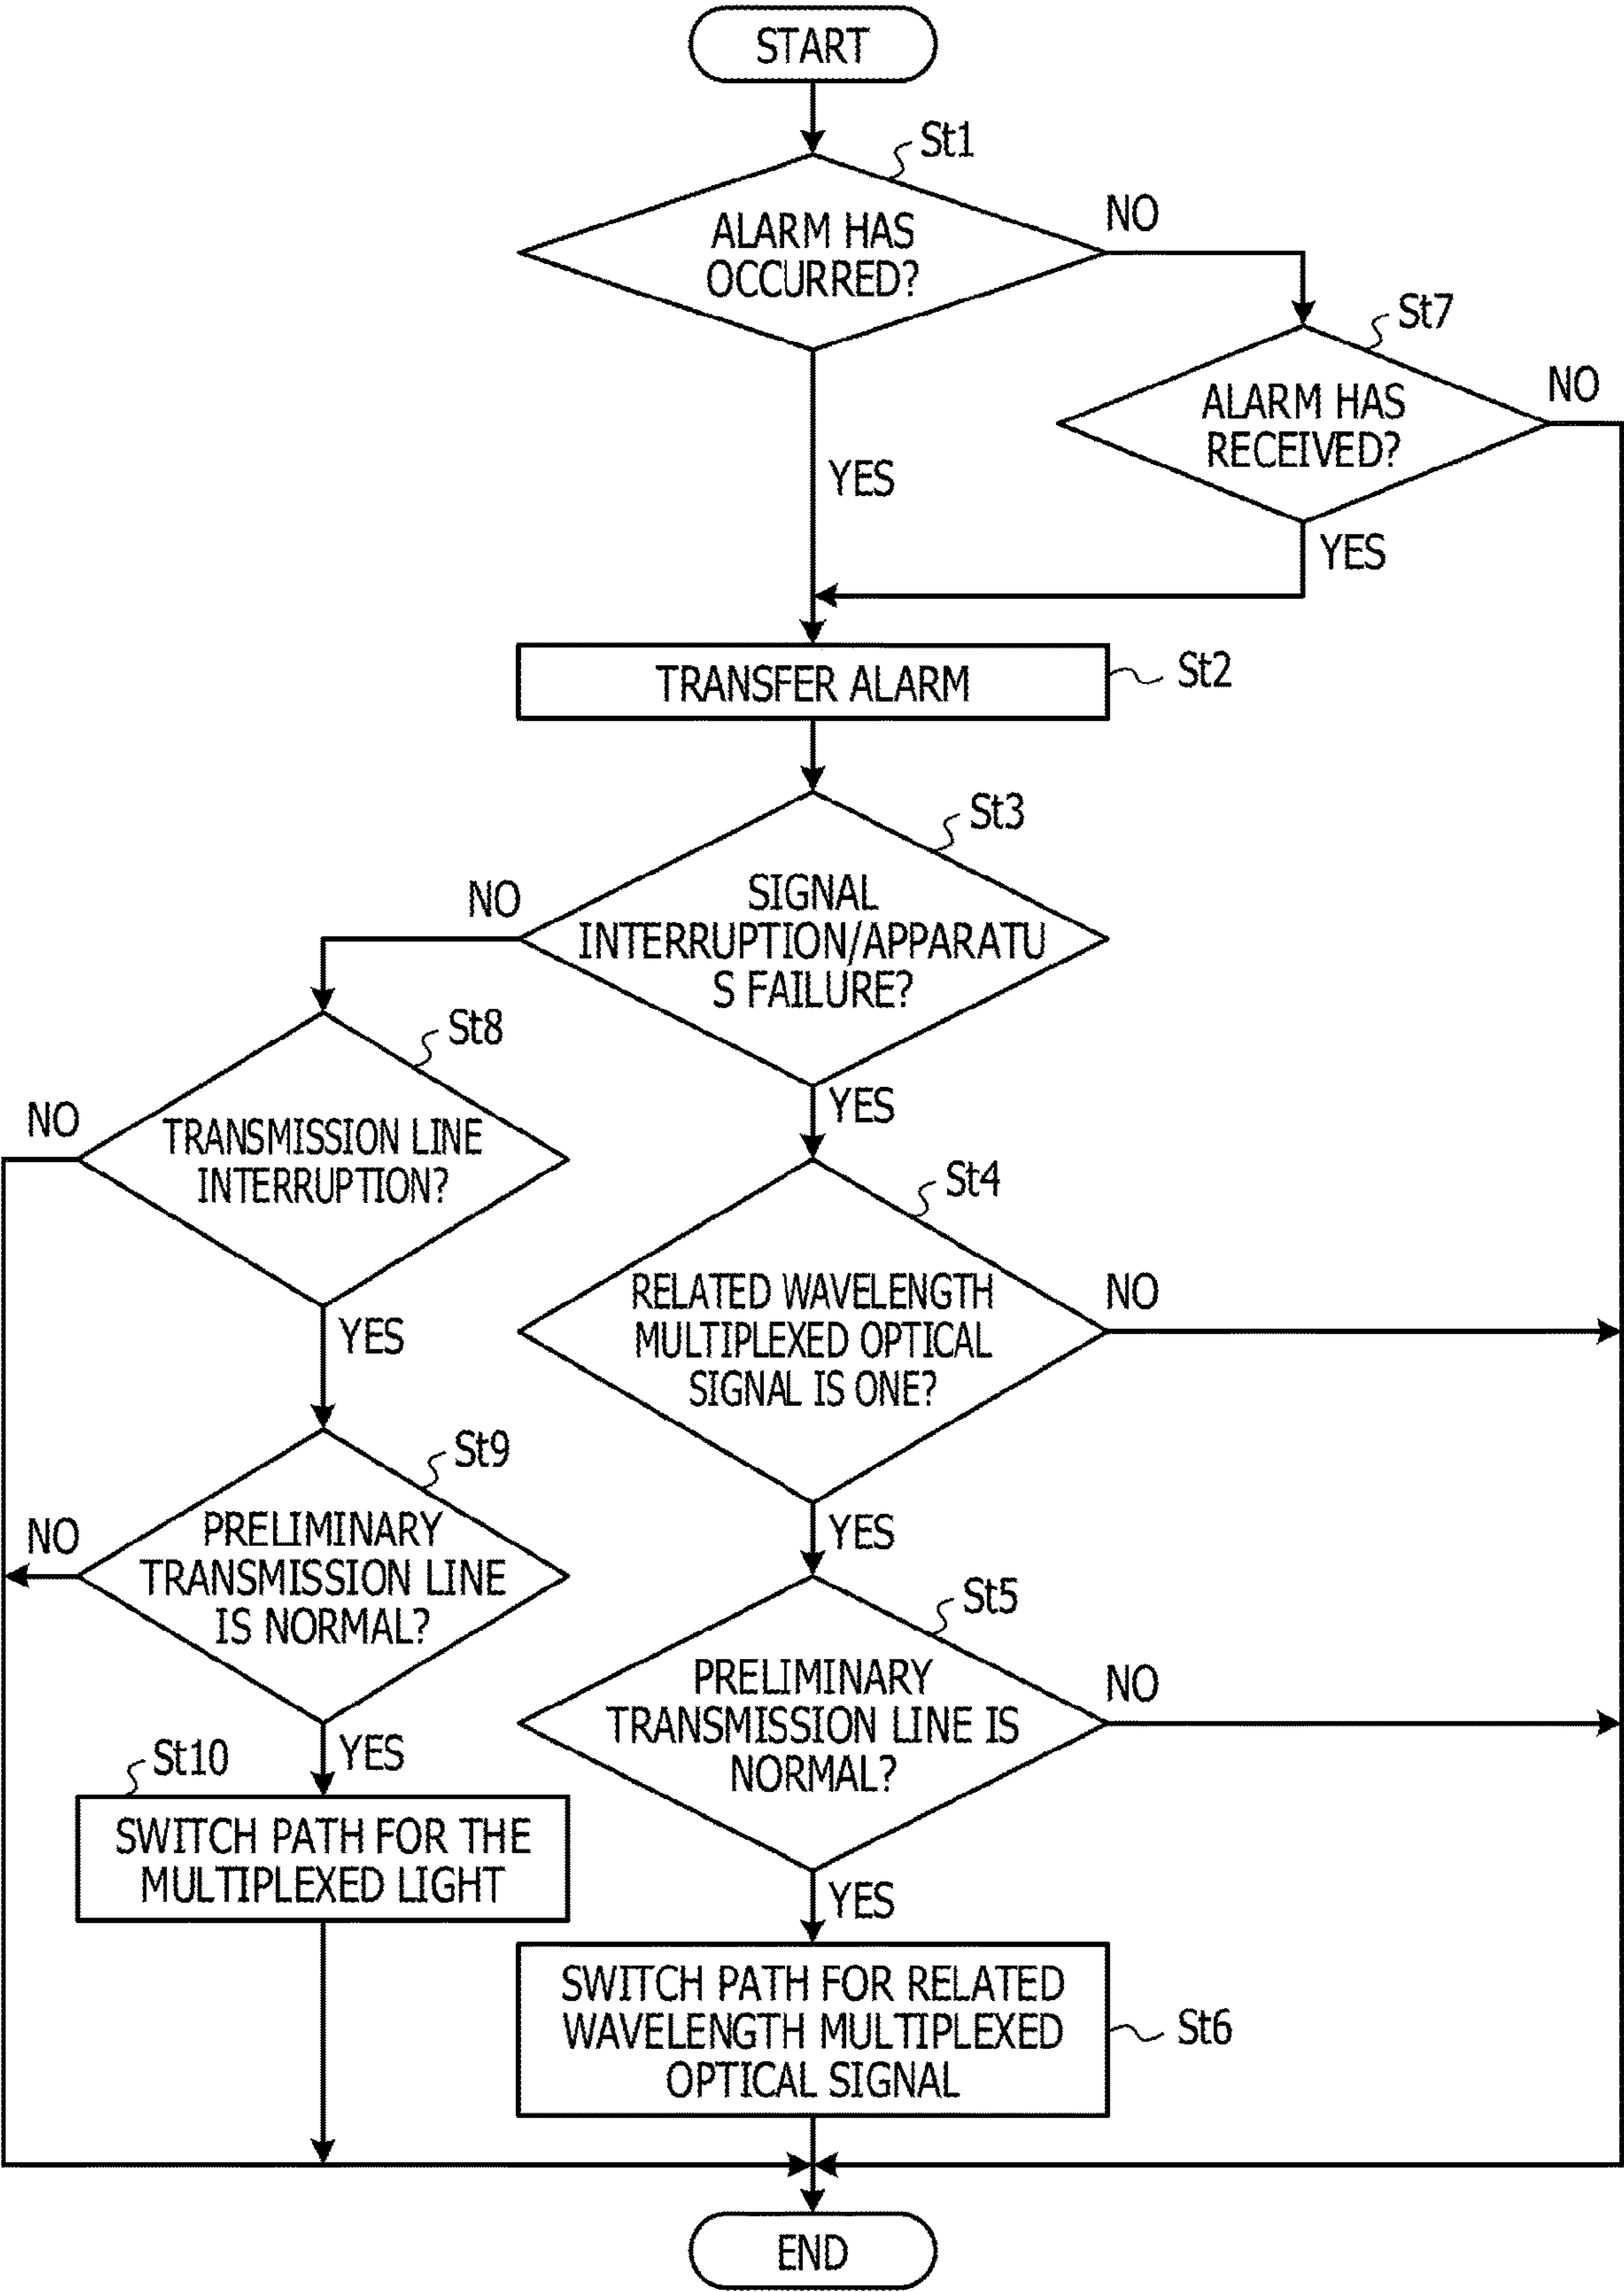 START
St1
ALARM HAS
OCCURRED?
NO
St7
ALARM HAS
RECEIVED?
NO
YES
YES
TRANSFER ALARM
St2
St3
SIGNAL
INTERRUPTION/APPARATU
S FAILURE?
NO
YES
St8
TRANSMISSION LINE
INTERRUPTION?
NO
YES
St4
RELATED WAVELENGTH
MULTIPLEXED OPTICAL
SIGNAL IS ONE?
NO
YES
St9
PRELIMINARY
TRANSMISSION LINE
IS NORMAL?
NO
YES
St5
PRELIMINARY
TRANSMISSION LINE IS
NORMAL?
NO
YES
St10
SWITCH PATH FOR THE
MULTIPLEXED LIGHT
SWITCH PATH FOR RELATED
WAVELENGTH MULTIPLEXED
OPTICAL SIGNAL
St6
END